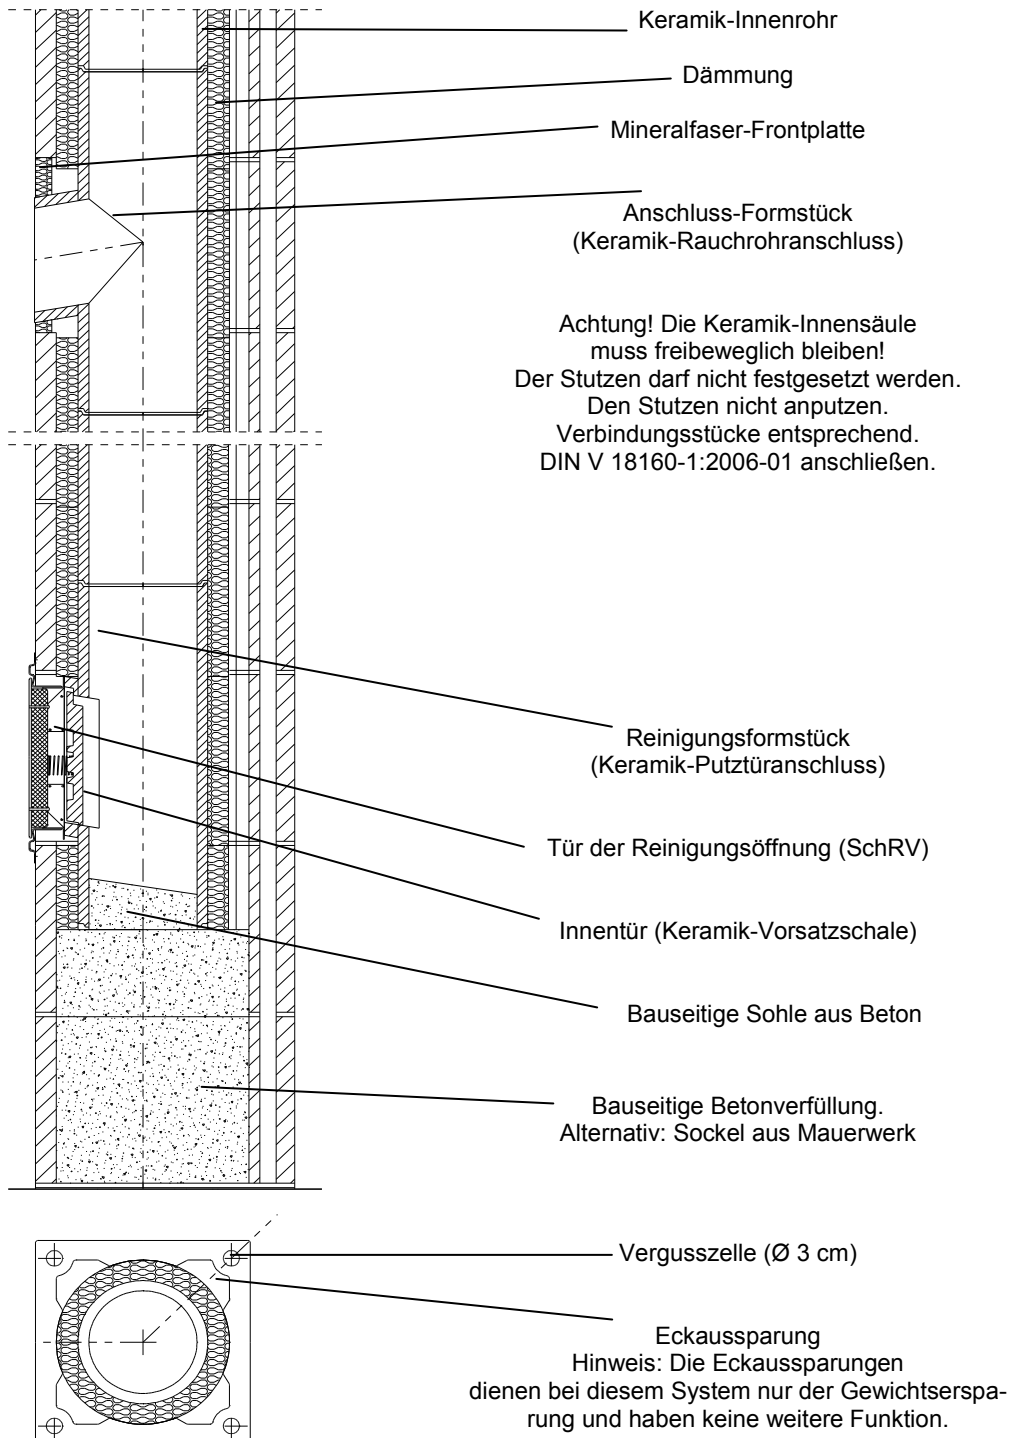 Keramik-Innenrohr
Dämmung
Mineralfaser-Frontplatte
Anschluss-Formstück
(Keramik-Rauchrohranschluss)
Achtung! Die Keramik-Innensäule
muss freibeweglich bleiben!
Der Stutzen darf nicht festgesetzt werden.
Den Stutzen nicht anputzen.
Verbindungsstücke entsprechend.
DIN V 18160-1:2006-01 anschließen.
Reinigungsformstück
(Keramik-Putztüranschluss)
Tür der Reinigungsöffnung (SchRV)
Innentür (Keramik-Vorsatzschale)
Bauseitige Sohle aus Beton
Bauseitige Betonverfüllung.
Alternativ: Sockel aus Mauerwerk
Vergusszelle (Ø 3 cm)
Eckaussparung
Hinweis: Die Eckaussparungen
dienen bei diesem System nur der Gewichtserspa-
rung und haben keine weitere Funktion.